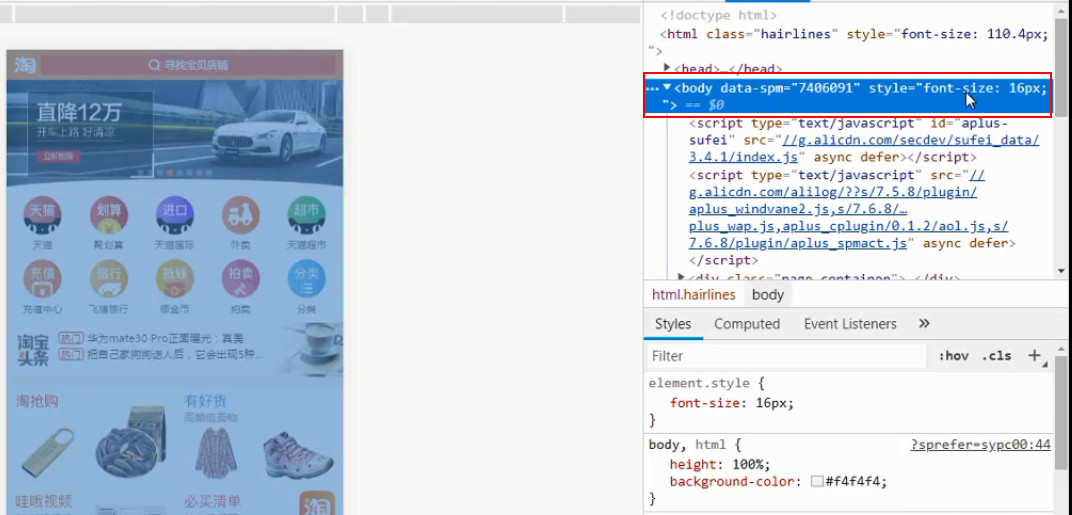 淘
寻找宝贝店铺
直降12万
开车上路 好清凉
立即抢购
天猫
划算
进口
超市
天猫
聚划算
天猫国际
外卖
天猫超市
充值
旅行
抵钱
拍卖
分类
充值中心
飞猪旅行
领金币
拍卖
分类
淘宝
头条
热门 华为mate30 Pro正面曝光：真美
热门 把自己家狗狗送人后，它会出现5种...
淘抢购
有好货
高颜值美物
哇哦视频
必买清单
淘
<!doctype html>
<html class="hairlines" style="font-size: 110.4px;
">
<head>…</head>
<body data-spm="7406091" style="font-size: 16px;
"> == $0
<script type="text/javascript" id="aplus-
sufei" src="//g.alicdn.com/secdev/sufei_data/
3.4.1/index.js" async defer></script>
<script type="text/javascript" src="//
g.alicdn.com/alilog/??s/7.5.8/plugin/
aplus_windvane2.js,s/7.6.8/…
plus_wap.js,aplus_cplugin/0.1.2/aol.js,s/
7.6.8/plugin/aplus_spmact.js" async defer>
</script>
<div class="page-container">…</div>
html.hairlines body
Styles Computed Event Listeners »
Filter :hov .cls +
element.style {
font-size: 16px;
}
body, html { ?sprefer=sypc00:44
height: 100%;
background-color: #f4f4f4;
}